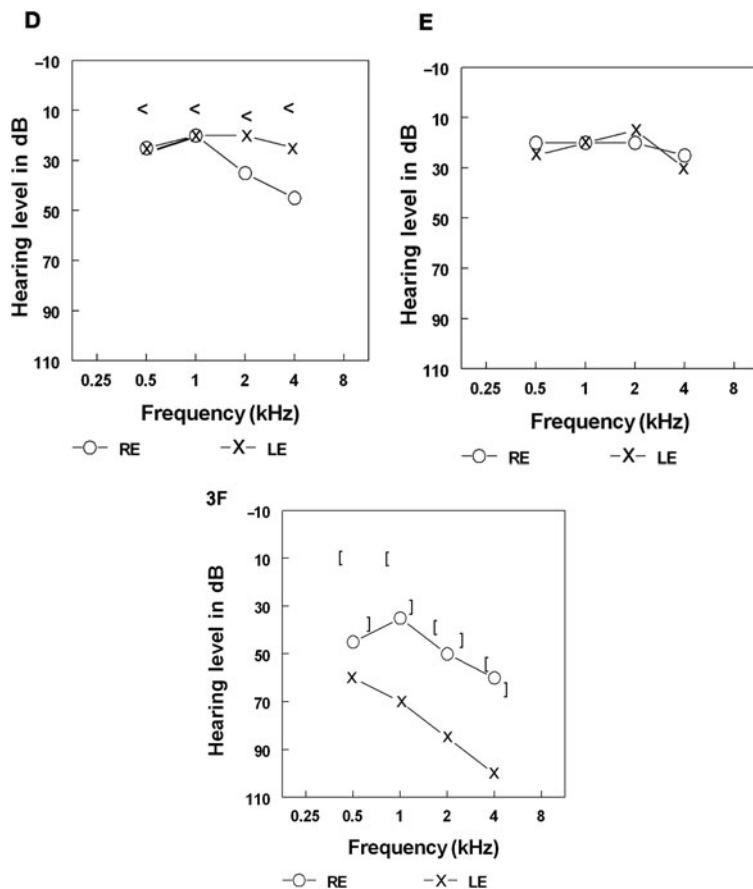 D
Hearing level in dB
–10
10
30
50
70
90
110
< < < <
0.25 0.5 1 2 4 8
Frequency (kHz)
RE X LE
E
Hearing level in dB
–10
10
30
50
70
90
110
0.25 0.5 1 2 4 8
Frequency (kHz)
RE X LE
3F
Hearing level in dB
–10
10
30
50
70
90
110
[ [
] ] [ ] [ ]
0.25 0.5 1 2 4 8
Frequency (kHz)
RE X LE